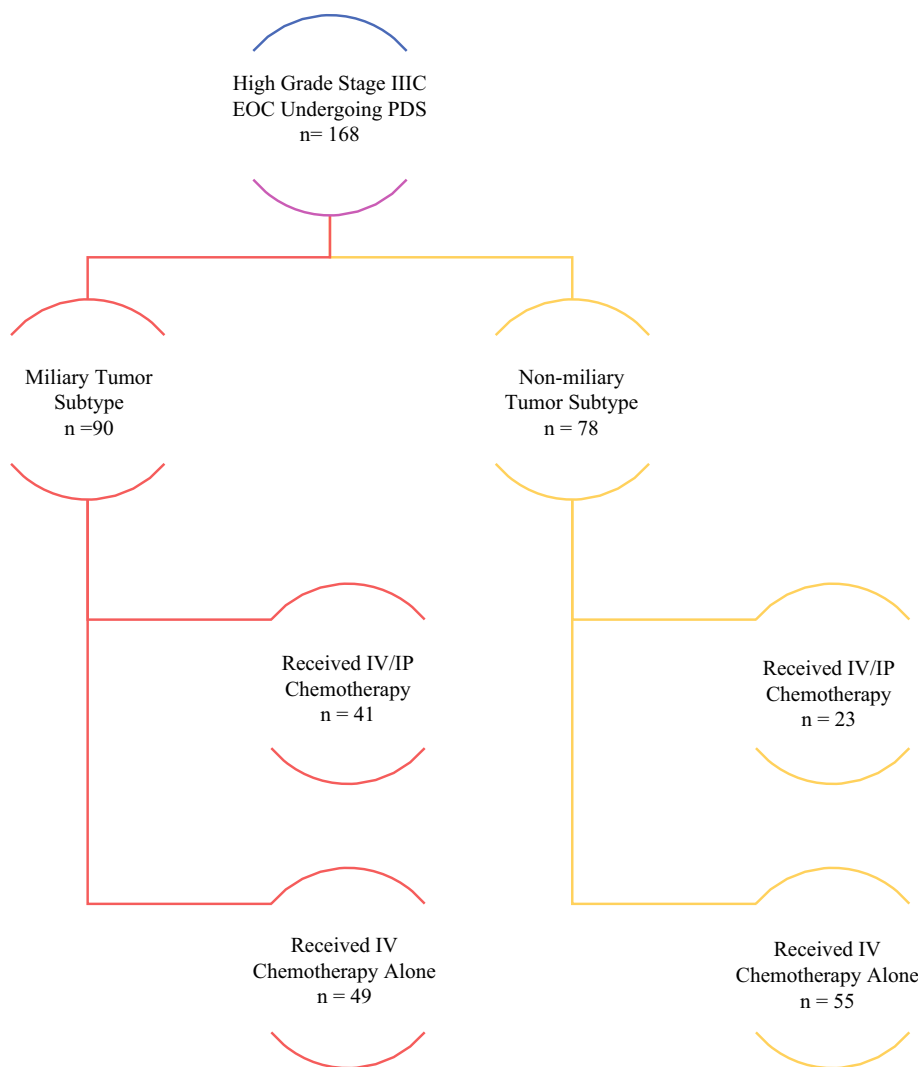 High Grade Stage IIIC
EOC Undergoing PDS
n= 168
Miliary Tumor
Subtype
n =90
Non-miliary
Tumor Subtype
n = 78
Received IV/IP
Chemotherapy
n = 41
Received IV/IP
Chemotherapy
n = 23
Received IV
Chemotherapy Alone
n = 49
Received IV
Chemotherapy Alone
n = 55